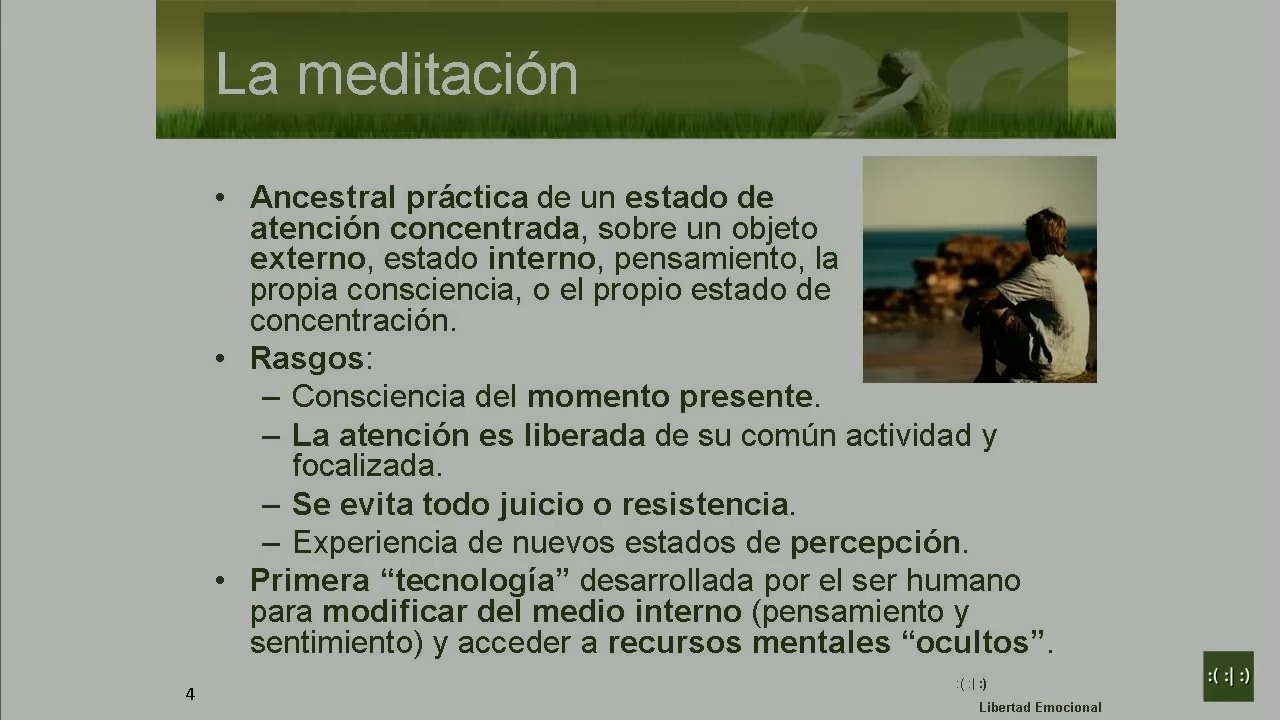 La meditación
• Ancestral práctica de un estado de
atención concentrada, sobre un objeto
externo, estado interno, pensamiento, la
propia consciencia, o el propio estado de
concentración.
• Rasgos:
– Consciencia del momento presente.
– La atención es liberada de su común actividad y
focalizada.
– Se evita todo juicio o resistencia.
– Experiencia de nuevos estados de percepción.
• Primera “tecnología” desarrollada por el ser humano
para modificar del medio interno (pensamiento y
sentimiento) y acceder a recursos mentales “ocultos”.
4
:( :| :)
Libertad Emocional
:( :| :)